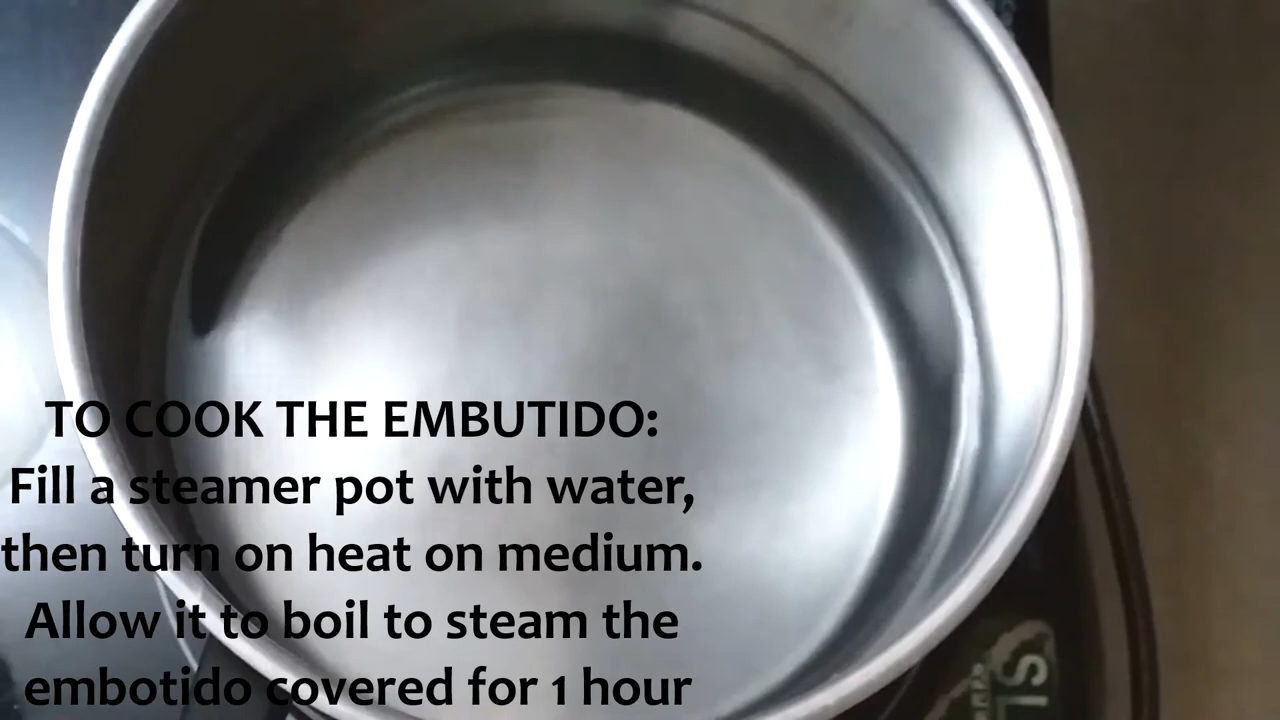 TO COOK THE EMBUTIDO:
Fill a steamer pot with water,
then turn on heat on medium.
Allow it to boil to steam the
embotido covered for 1 hour